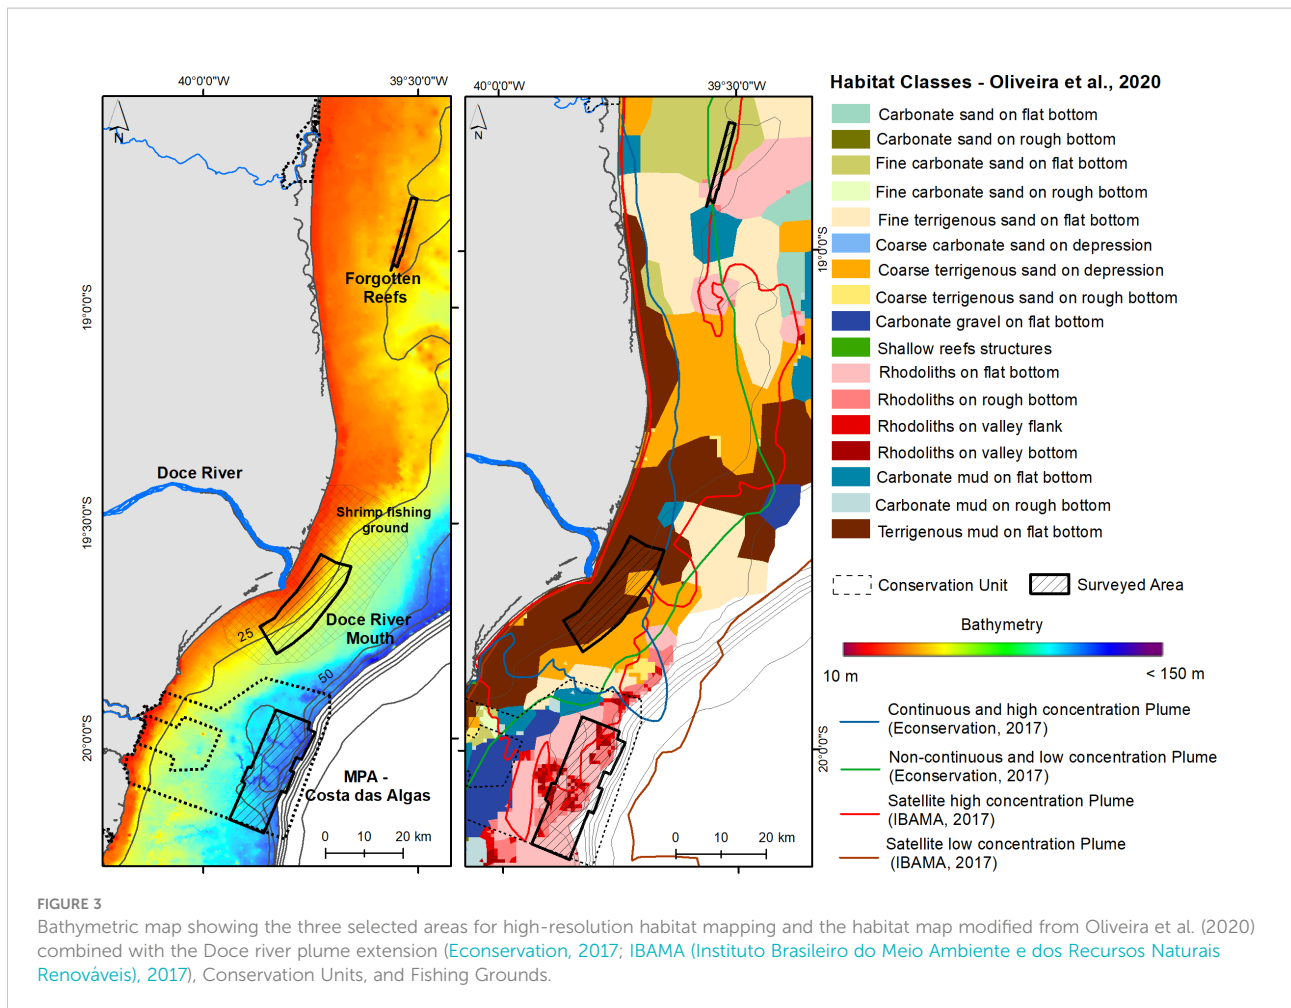 40°0'0"W
39°30'0"W
N
19°0'0"S
19°30'0"S
20°0'0"S
Forgotten
Reefs
Doce River
Shrimp fishing
ground
Doce River
Mouth
25
50
MPA -
Costa das Algas
0 10 20 km
40°0'0"W
39°30'0"W
N
19°0'0"S
20°0'0"S
0 10 20 km
Habitat Classes - Oliveira et al., 2020
Carbonate sand on flat bottom
Carbonate sand on rough bottom
Fine carbonate sand on flat bottom
Fine carbonate sand on rough bottom
Fine terrigenous sand on flat bottom
Coarse carbonate sand on depression
Coarse terrigenous sand on depression
Coarse terrigenous sand on rough bottom
Carbonate gravel on flat bottom
Shallow reefs structures
Rhodoliths on flat bottom
Rhodoliths on rough bottom
Rhodoliths on valley flank
Rhodoliths on valley bottom
Carbonate mud on flat bottom
Carbonate mud on rough bottom
Terrigenous mud on flat bottom
Conservation Unit
Surveyed Area
Bathymetry
10 m
< 150 m
Continuous and high concentration Plume
(Econservation, 2017)
Non-continuous and low concentration Plume
(Econservation, 2017)
Satellite high concentration Plume
(IBAMA, 2017)
Satellite low concentration Plume
(IBAMA, 2017)
FIGURE 3
Bathymetric map showing the three selected areas for high-resolution habitat mapping and the habitat map modified from Oliveira et al. (2020)
combined with the Doce river plume extension (Econservation, 2017; IBAMA (Instituto Brasileiro do Meio Ambiente e dos Recursos Naturais
Renováveis), 2017), Conservation Units, and Fishing Grounds.